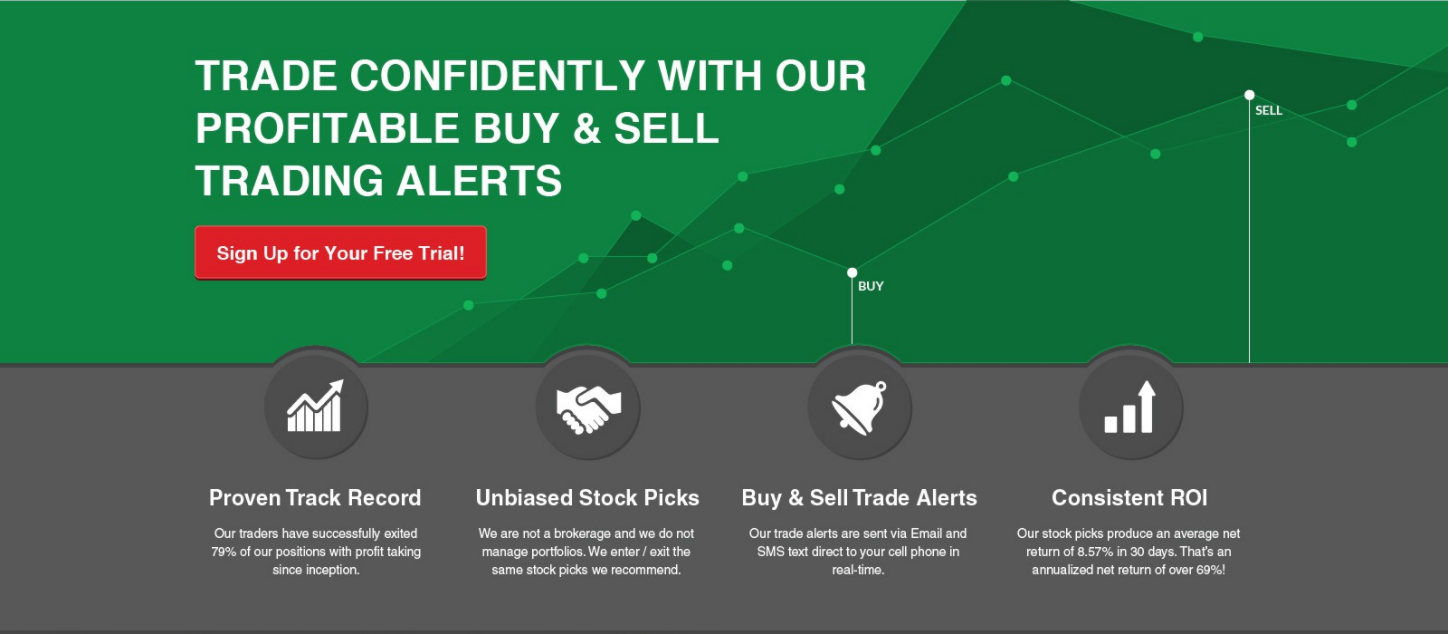 TRADE CONFIDENTLY WITH OUR
PROFITABLE BUY & SELL
TRADING ALERTS
Sign Up for Your Free Trial!
SELL
BUY
Proven Track Record
Our traders have successfully exited
79% of our positions with profit taking
since inception.
Unbiased Stock Picks
We are not a brokerage and we do not
manage portfolios. We enter / exit the
same stock picks we recommend.
Buy & Sell Trade Alerts
Our trade alerts are sent via Email and
SMS text direct to your cell phone in
real-time.
Consistent ROI
Our stock picks produce an average net
return of 8.57% in 30 days. That's an
annualized net return of over 69%!